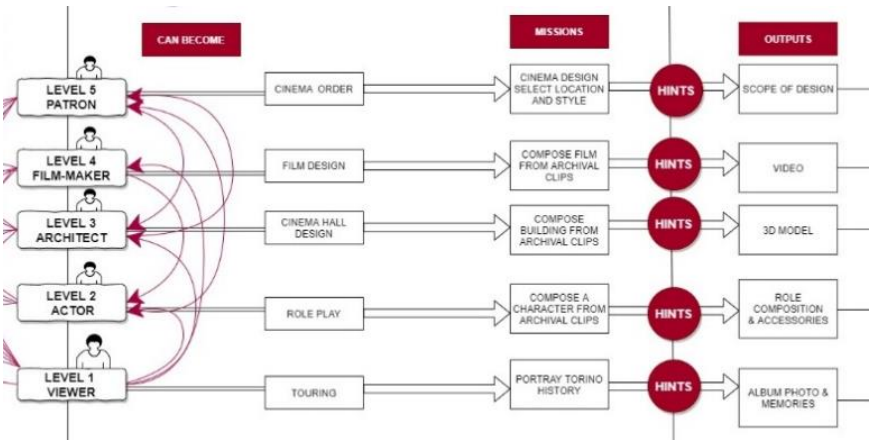 CAN BECOME
MISSIONS
OUTPUTS
LEVEL 5
PATRON
CINEMA ORDER
CINEMA DESIGN
SELECT LOCATION
AND STYLE
HINTS
SCOPE OF DESIGN
LEVEL 4
FILM-MAKER
FILM DESIGN
COMPOSE FILM
FROM ARCHIVAL
CLIPS
HINTS
VIDEO
LEVEL 3
ARCHITECT
CINEMA HALL
DESIGN
COMPOSE
BUILDING FROM
ARCHIVAL CLIPS
HINTS
3D MODEL
LEVEL 2
ACTOR
ROLE PLAY
COMPOSE A
CHARACTER FROM
ARCHIVAL CLIPS
HINTS
ROLE
COMPOSITION
& ACCESSORIES
LEVEL 1
VIEWER
TOURING
PORTRAY TORINO
HISTORY
HINTS
ALBUM PHOTO &
MEMORIES